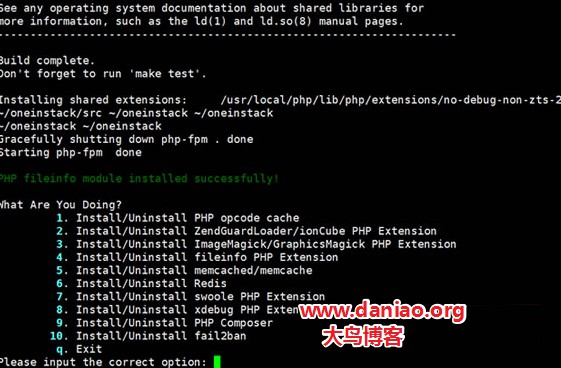 See any operating system documentation about shared libraries for
more information, such as the ld(1) and ld.so(8) manual pages.
----------------------------------------------------------------------
Build complete.
Don't forget to run 'make test'.
Installing shared extensions:     /usr/local/php/lib/php/extensions/no-debug-non-zts-2
~/oneinstack/src ~/oneinstack ~/oneinstack
~/oneinstack ~/oneinstack
Gracefully shutting down php-fpm . done
Starting php-fpm  done
PHP fileinfo module installed successfully!
What Are You Doing?
1. Install/Uninstall PHP opcode cache
2. Install/Uninstall ZendGuardLoader/ionCube PHP Extension
3. Install/Uninstall ImageMagick/GraphicsMagick PHP Extension
4. Install/Uninstall fileinfo PHP Extension
5. Install/Uninstall memcached/memcache
6. Install/Uninstall Redis
7. Install/Uninstall swoole PHP Extension
8. Install/Uninstall xdebug PHP Exten
www.daniao.org
9. Install/Uninstall PHP Composer
大鸟博客
10. Install/Uninstall fail2ban
q. Exit
Please input the correct option: